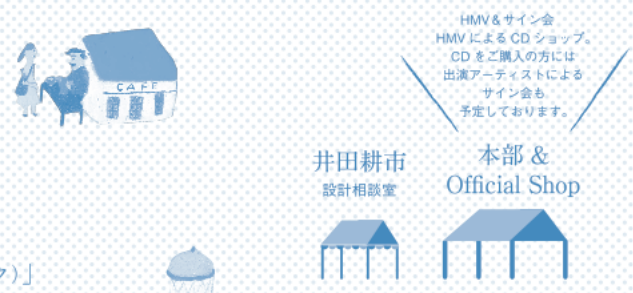 HMV＆サイン会
HMV による CD ショップ。
CD をご購入の方には
出演アーティストによる
サイン会も
予定しております。
CAFE
井田耕市
設計相談室
本部 &
Official Shop
ク)」